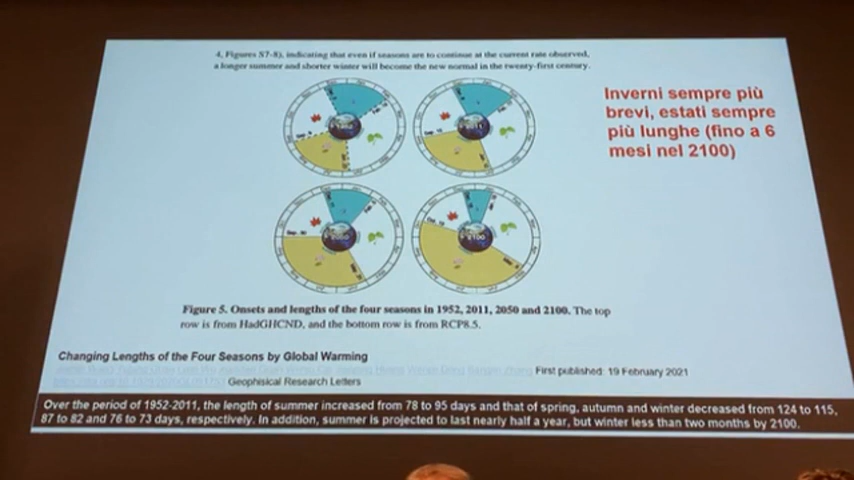 4, Figures S7-8), indicating that even if seasons are to continue at the current rate observed,
a longer summer and shorter winter will become the new normal in the twenty-first century.
Inverni sempre più
brevi, estati sempre
più lunghe (fino a 6
mesi nel 2100)
2100
Figure 5. Onsets and lengths of the four seasons in 1952, 2011, 2050 and 2100. The top
row is from HadGHCND, and the bottom row is from RCP8.5.
Changing Lengths of the Four Seasons by Global Warming
First published: 19 February 2021
Geophisical Research Letters
Over the period of 1952-2011, the length of summer increased from 78 to 95 days and that of spring, autumn and winter decreased from 124 to 115,
87 to 82 and 76 to 73 days, respectively. In addition, summer is projected to last nearly half a year, but winter less than two months by 2100.